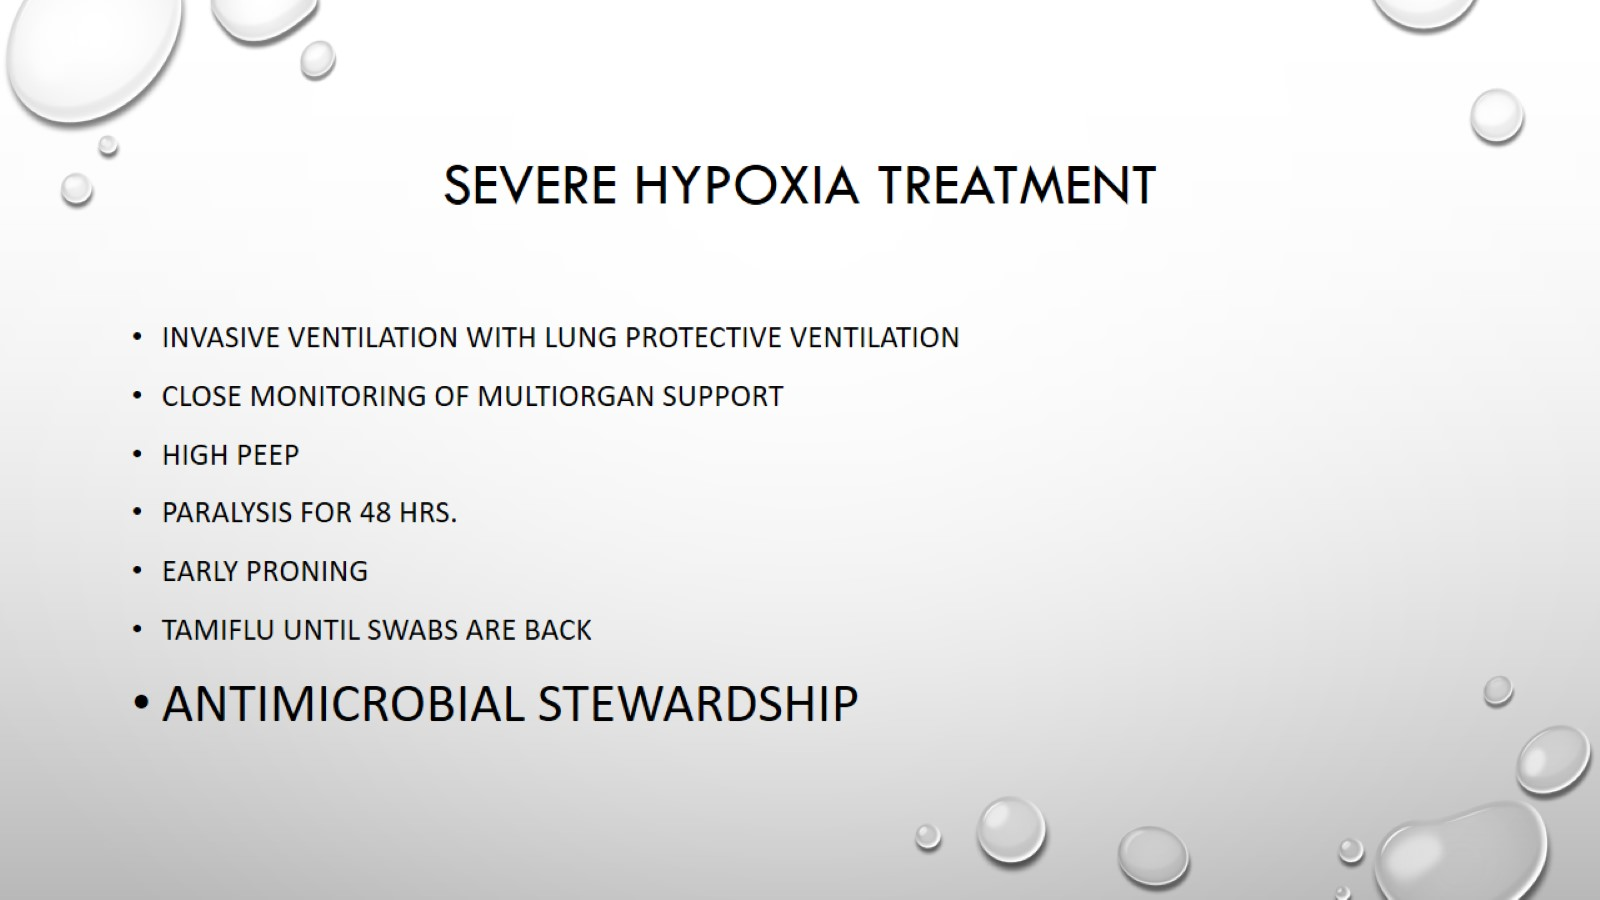 SEVERE HYPOXIA TREATMENT
• INVASIVE VENTILATION WITH LUNG PROTECTIVE VENTILATION
• CLOSE MONITORING OF MULTIORGAN SUPPORT
• HIGH PEEP
• PARALYSIS FOR 48 HRS.
• EARLY PRONING
• TAMIFLU UNTIL SWABS ARE BACK
• ANTIMICROBIAL STEWARDSHIP